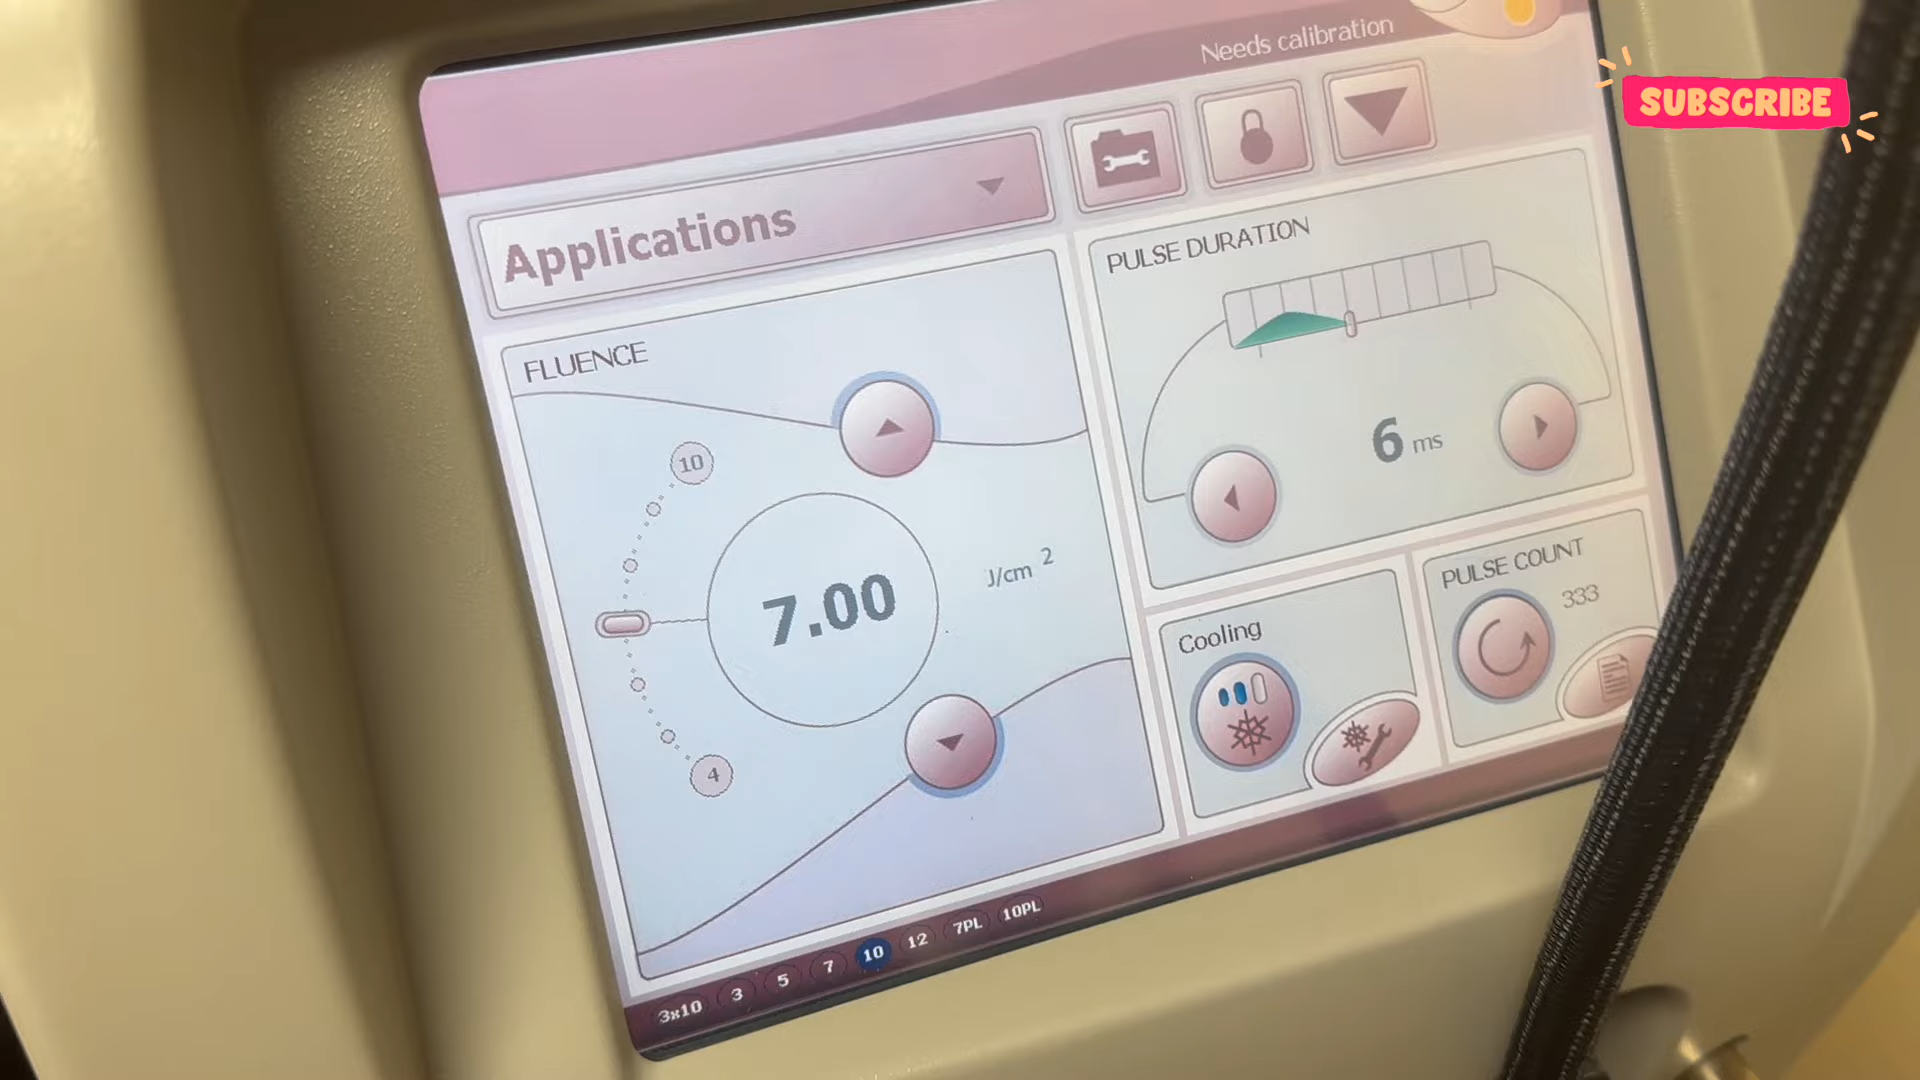 Needs calibration
SUBSCRIBE
Applications
PULSE DURATION
FLUENCE
10
6 ms
7.00
J/cm 2
4
PULSE COUNT
333
Cooling
3x10 3 5 7 10 12 7PL 10PL